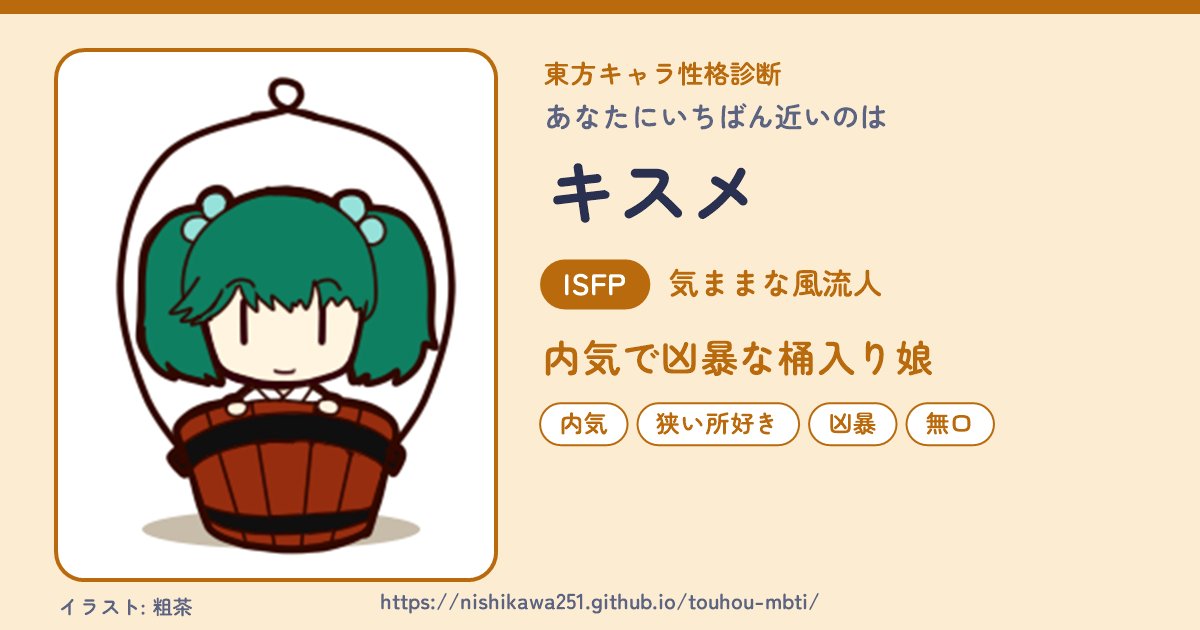 東方キャラ性格診断
あなたにいちばん近いのは
キスメ
ISFP 気ままな風流人
内気で凶暴な桶入り娘
内気 狭い所好き 凶暴 無口
イラスト: 粗茶
https://nishikawa251.github.io/touhou-mbti/